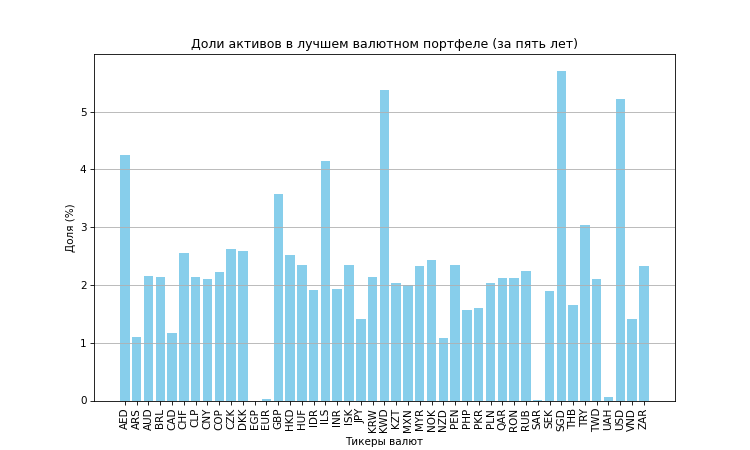 Доли активов в лучшем валютном портфеле (за пять лет)
Доля (%)
5
4
3
2
1
0
AED ARS AUD BRL CAD CHF CLP CNY COP CZK DKK EGP EUR GBP HKD HUF IDR ILS INR ISK JPY KRW KWD KZT MXN MYR NOK NZD PEN PHP PKR PLN QAR RON RUB SAR SEK SGD THB TRY TWD UAH USD VND ZAR
Тикеры валют